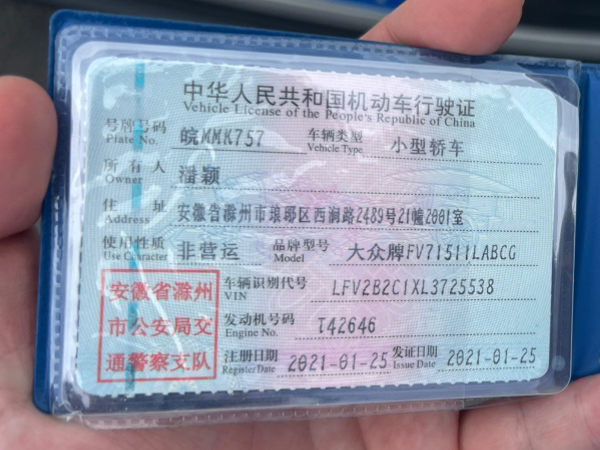 中华人民共和国机动车行驶证
Vehicle License of the People's Republic of China
号牌号码 Plate No. 皖MMK757 车辆类型 Vehicle Type 小型轿车
所有人 Owner 潘颖
住址 Address 安徽省滁州市琅琊区西涧路2489号21幢2001室
使用性质 Use Character 非营运 品牌型号 Model 大众牌FV71511LABCG
车辆识别代号 VIN LFV2B2C1XL3725538
发动机号码 Engine No. T42646
注册日期 Register Date 2021-01-25 发证日期 Issue Date 2021-01-25
安徽省滁州
市公安局交
通警察支队